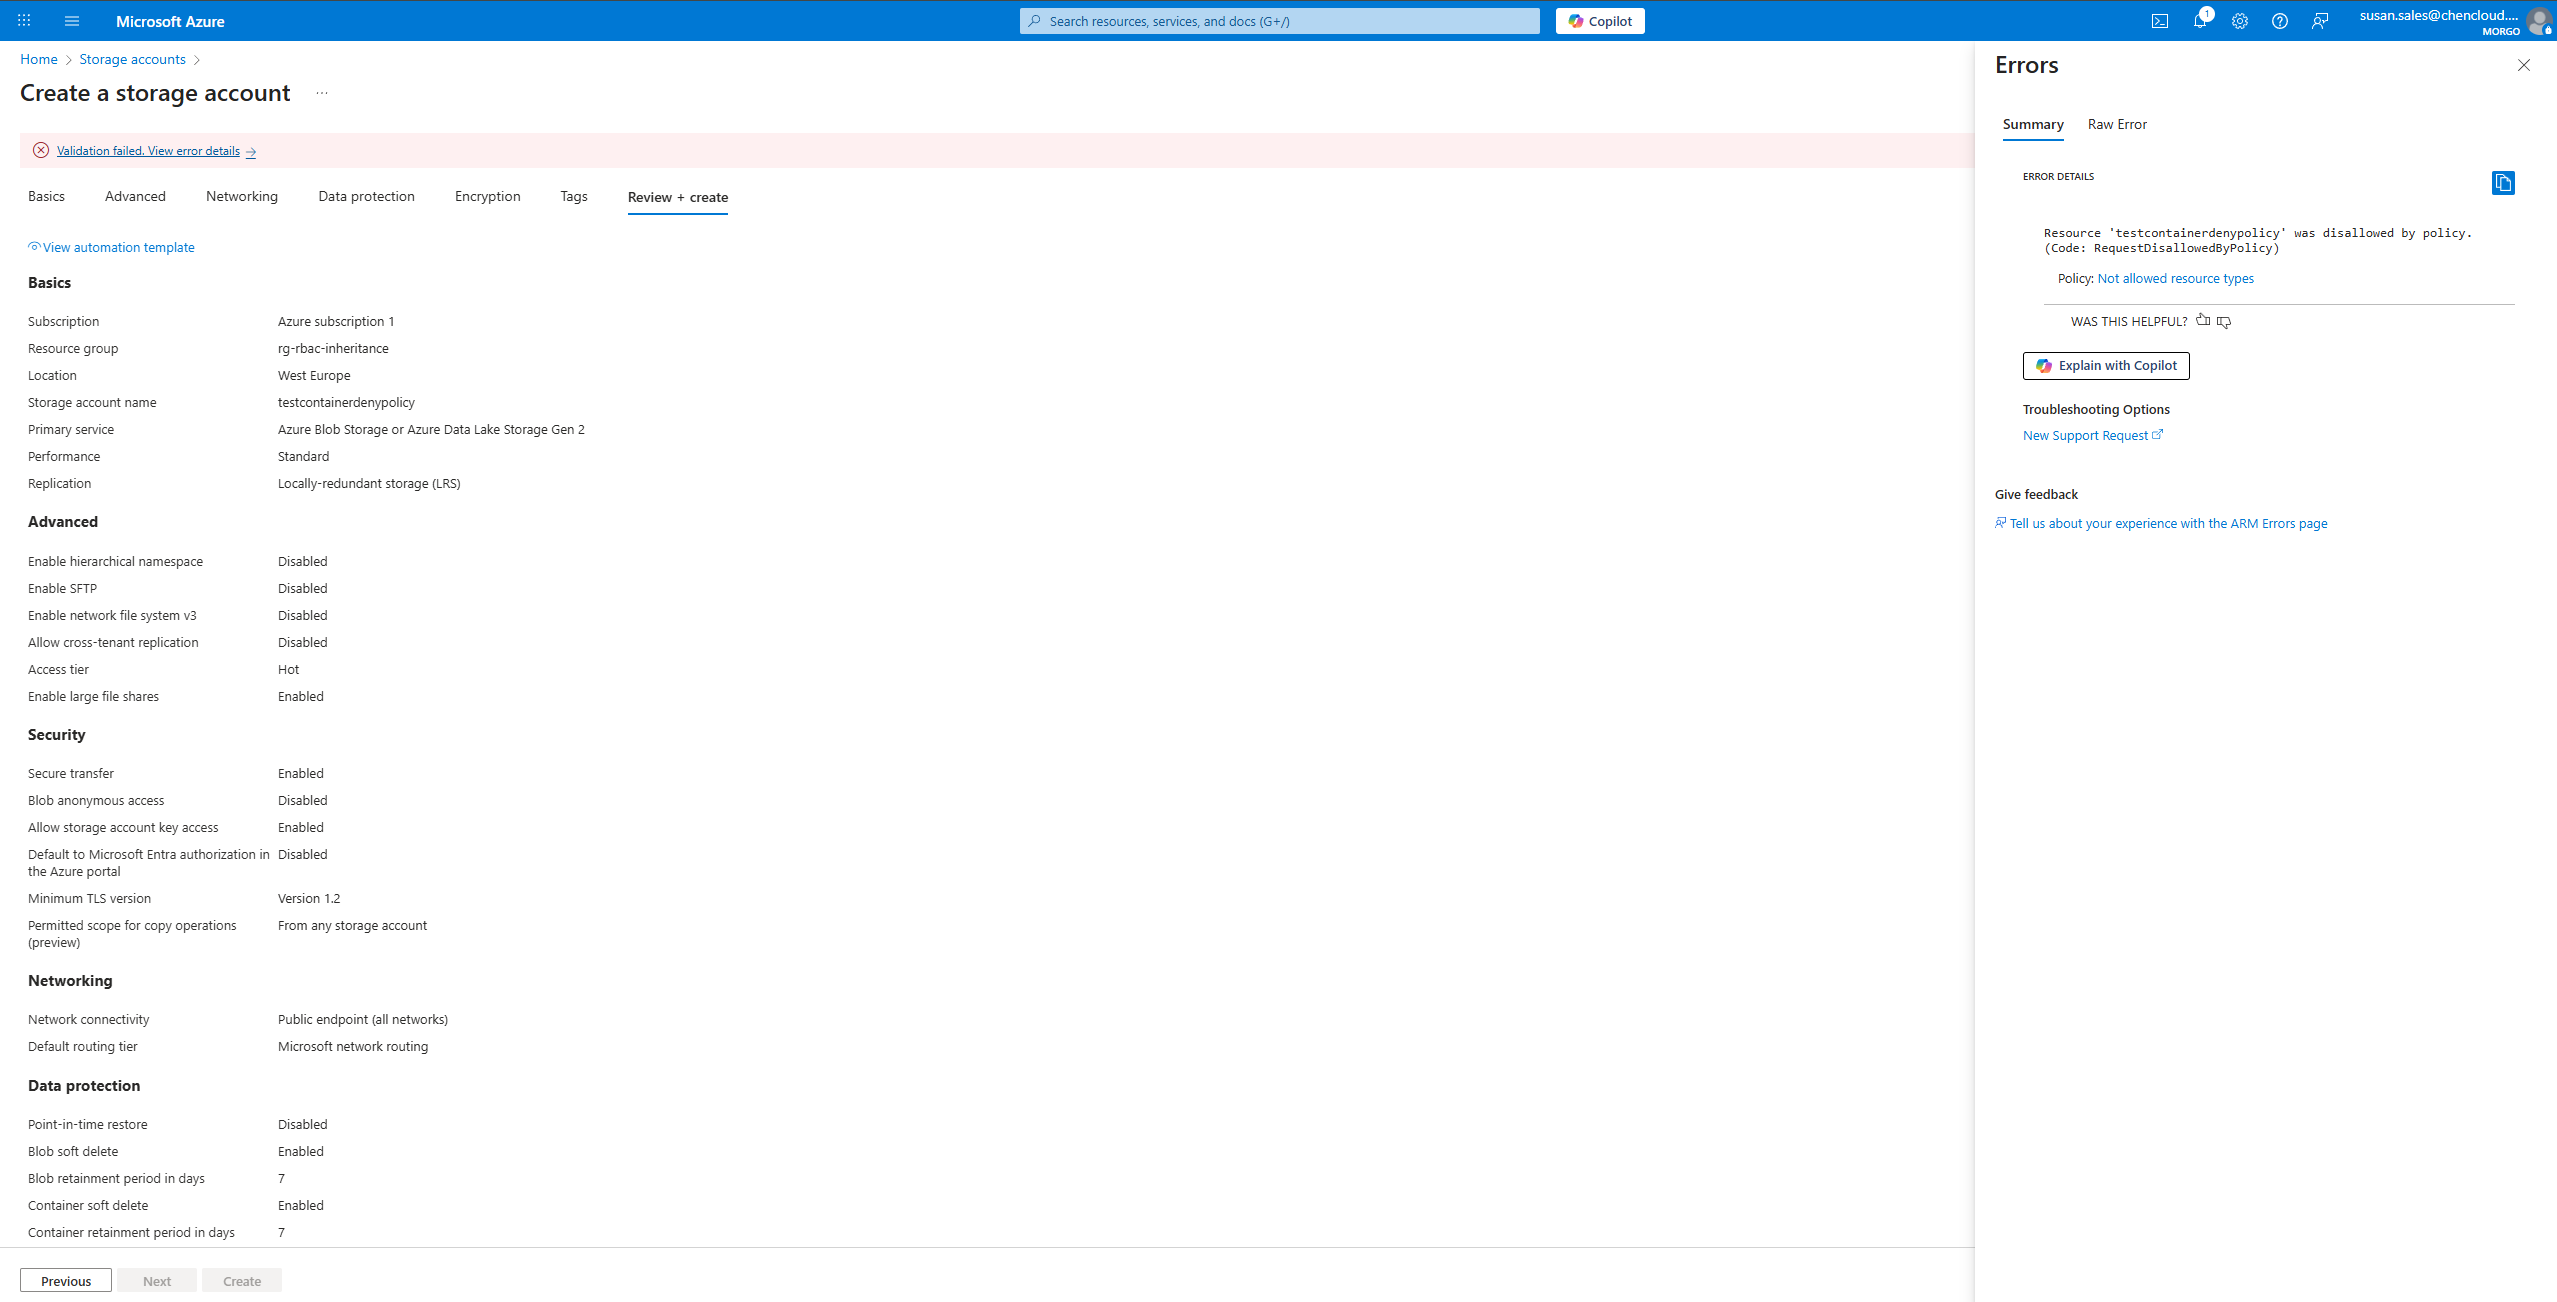 Microsoft Azure
Search resources, services, and docs (G+/)
Copilot
1
susan.sales@chencloud....
MORGO
Home > Storage accounts >
Create a storage account ...
Validation failed. View error details →
Basics Advanced Networking Data protection Encryption Tags Review + create
View automation template
Basics
Subscription Azure subscription 1
Resource group rg-rbac-inheritance
Location West Europe
Storage account name testcontainerdenypolicy
Primary service Azure Blob Storage or Azure Data Lake Storage Gen 2
Performance Standard
Replication Locally-redundant storage (LRS)
Advanced
Enable hierarchical namespace Disabled
Enable SFTP Disabled
Enable network file system v3 Disabled
Allow cross-tenant replication Disabled
Access tier Hot
Enable large file shares Enabled
Security
Secure transfer Enabled
Blob anonymous access Disabled
Allow storage account key access Enabled
Default to Microsoft Entra authorization in Disabled
the Azure portal
Minimum TLS version Version 1.2
Permitted scope for copy operations From any storage account
(preview)
Networking
Network connectivity Public endpoint (all networks)
Default routing tier Microsoft network routing
Data protection
Point-in-time restore Disabled
Blob soft delete Enabled
Blob retainment period in days 7
Container soft delete Enabled
Container retainment period in days 7
Previous Next Create
Errors
Summary Raw Error
ERROR DETAILS
Resource 'testcontainerdenypolicy' was disallowed by policy.
(Code: RequestDisallowedByPolicy)
Policy: Not allowed resource types
WAS THIS HELPFUL?
Explain with Copilot
Troubleshooting Options
New Support Request
Give feedback
Tell us about your experience with the ARM Errors page